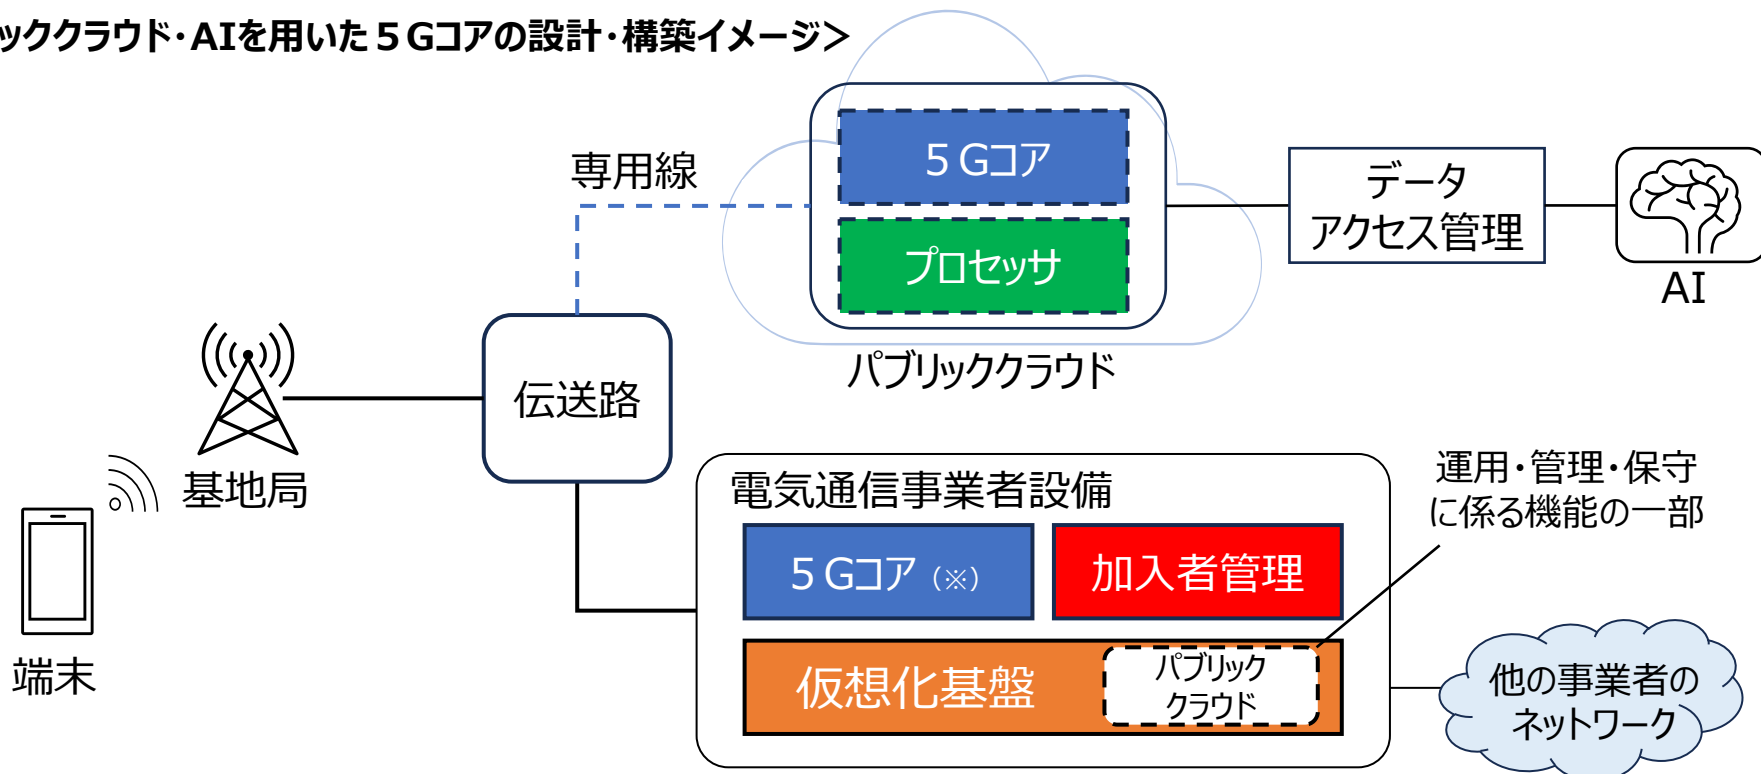 ッククラウド・AIを用いた５Gコアの設計・構築イメージ＞
専用線
５Gコア
プロセッサ
パブリッククラウド
データ
アクセス管理
AI
伝送路
基地局
端末
電気通信事業者設備
５Gコア（※）
加入者管理
仮想化基盤
パブリック
クラウド
運用・管理・保守
に係る機能の一部
他の事業者の
ネットワーク